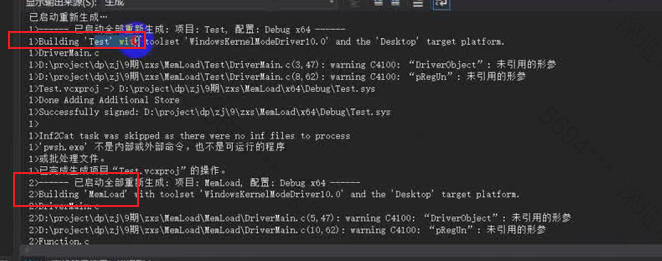 显示输出来源(S): 生成
已启动重新生成…
1>------ 已启动全部重新生成: 项目: Test, 配置: Debug x64 ------
1>Building 'Test' with toolset 'WindowsKernelModeDriver10.0' and the 'Desktop' target platform.
1>DriverMain.c
1>D:\project\dp\zj\9期\zxs\MemLoad\Test\DriverMain.c(3,47): warning C4100: “DriverObject”: 未引用的形参
1>D:\project\dp\zj\9期\zxs\MemLoad\Test\DriverMain.c(8,62): warning C4100: “pRegUn”: 未引用的形参
1>Test.vcxproj -> D:\project\dp\zj\9期\zxs\MemLoad\x64\Debug\Test.sys
1>Done Adding Additional Store
1>Successfully signed: D:\project\dp\zj\9期\zxs\MemLoad\x64\Debug\Test.sys
1>
1>Inf2Cat task was skipped as there were no inf files to process
1>'pwsh.exe' 不是内部或外部命令，也不是可运行的程序
1>或批处理文件。
1>已完成生成项目“Test.vcxproj”的操作。
2>------ 已启动全部重新生成: 项目: MemLoad, 配置: Debug x64 ------
2>Building 'MemLoad' with toolset 'WindowsKernelModeDriver10.0' and the 'Desktop' target platform.
2>DriverMain.c
2>D:\project\dp\zj\9期\zxs\MemLoad\MemLoad\DriverMain.c(5,47): warning C4100: “DriverObject”: 未引用的形参
2>D:\project\dp\zj\9期\zxs\MemLoad\MemLoad\DriverMain.c(10,62): warning C4100: “pRegUn”: 未引用的形参
2>Function.c